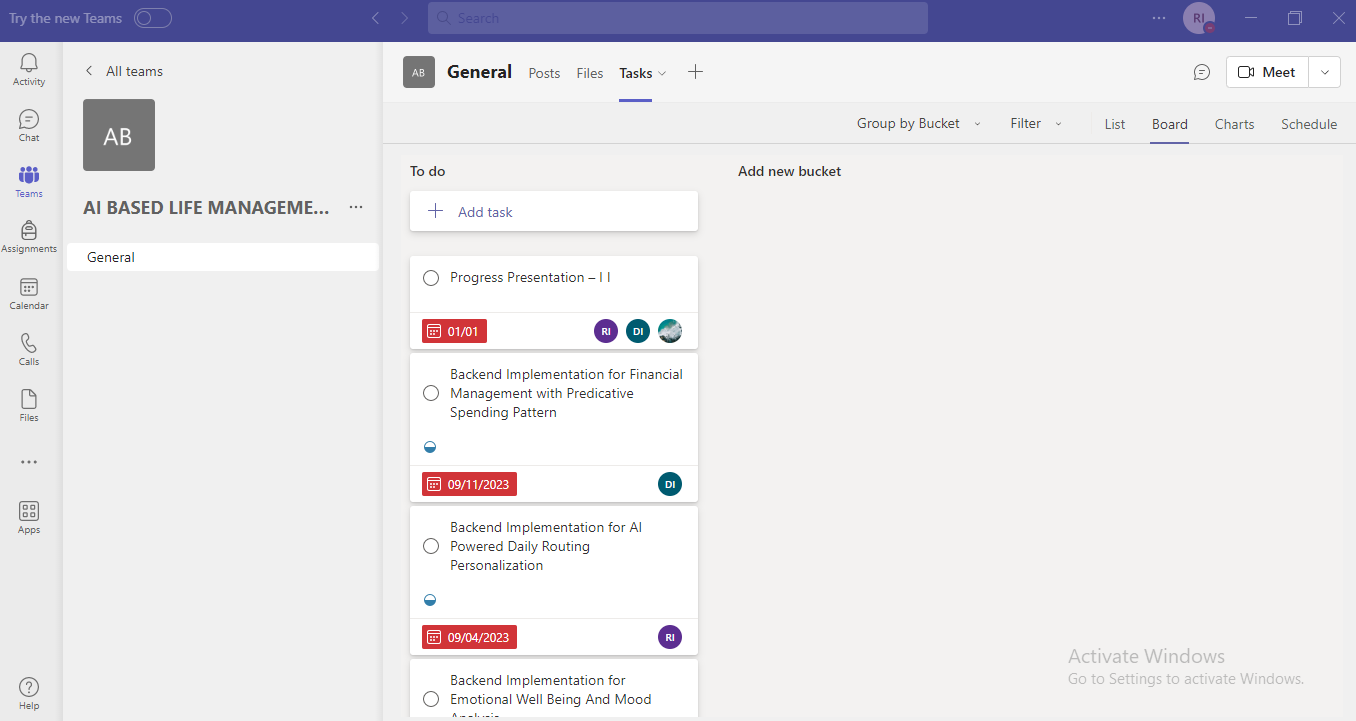 Try the new Teams
Search
RI
Activity
Chat
Teams
Assignments
Calendar
Calls
Files
Apps
Help
All teams
AB
AI BASED LIFE MANAGEME...
General
AB
General
Posts
Files
Tasks
Meet
Group by Bucket
Filter
List
Board
Charts
Schedule
To do
Add new bucket
Add task
Progress Presentation – I I
01/01
RI
DI
Backend Implementation for Financial
Management with Predicative
Spending Pattern
09/11/2023
DI
Backend Implementation for AI
Powered Daily Routing
Personalization
09/04/2023
RI
Backend Implementation for
Emotional Well Being And Mood
Analysis
Activate Windows
Go to Settings to activate Windows.